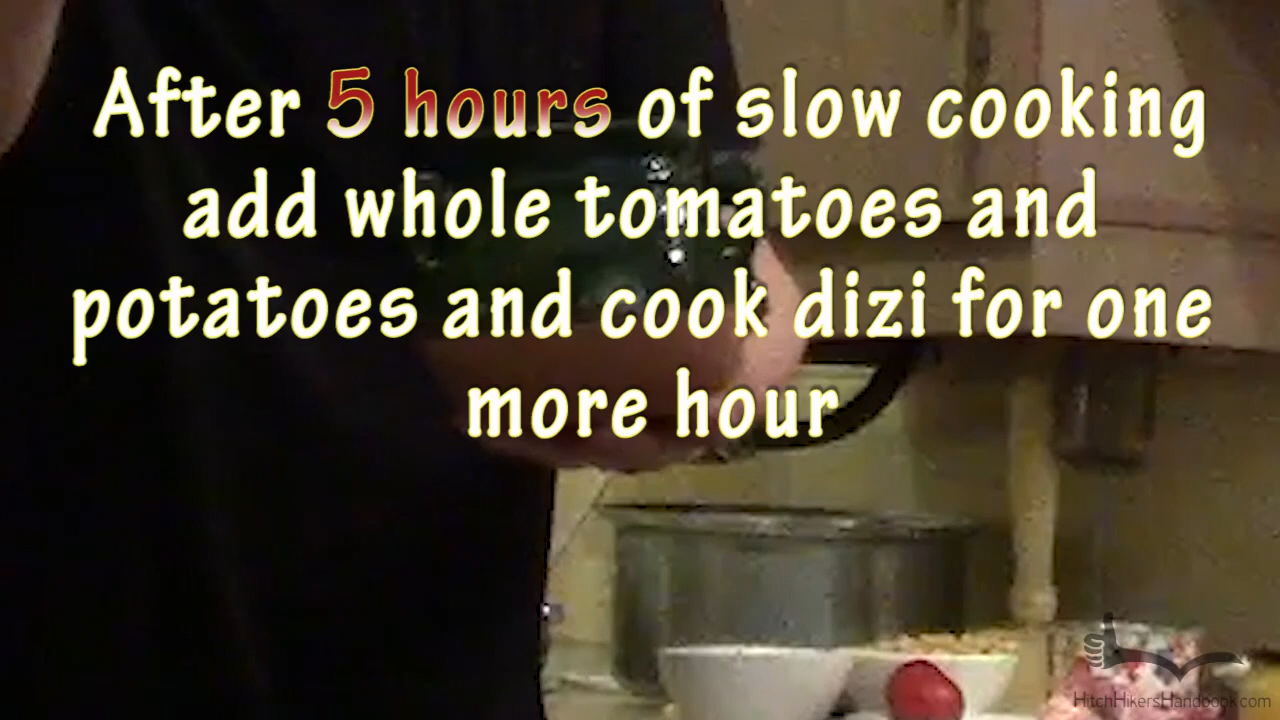 After 5 hours of slow cooking
add whole tomatoes and
potatoes and cook dizi for one
more hour
HitchHikersHandbook.com